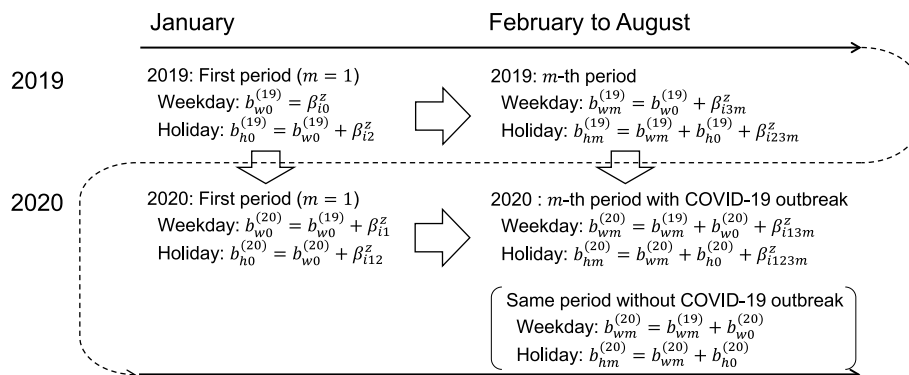 January
February to August
2019
2019: First period (m = 1)
Weekday: b_{w0}^{(19)} = β_{i0}^{z}
Holiday: b_{h0}^{(19)} = b_{w0}^{(19)} + β_{i2}^{z}
2019: m-th period
Weekday: b_{wm}^{(19)} = b_{w0}^{(19)} + β_{i3m}^{z}
Holiday: b_{hm}^{(19)} = b_{wm}^{(19)} + b_{h0}^{(19)} + β_{i23m}^{z}
2020
2020: First period (m = 1)
Weekday: b_{w0}^{(20)} = b_{w0}^{(19)} + β_{i1}^{z}
Holiday: b_{h0}^{(20)} = b_{w0}^{(20)} + β_{i12}^{z}
2020 : m-th period with COVID-19 outbreak
Weekday: b_{wm}^{(20)} = b_{wm}^{(19)} + b_{w0}^{(20)} + β_{i13m}^{z}
Holiday: b_{hm}^{(20)} = b_{wm}^{(20)} + b_{h0}^{(20)} + β_{i123m}^{z}
Same period without COVID-19 outbreak
Weekday: b_{wm}^{(20)} = b_{wm}^{(19)} + b_{w0}^{(20)}
Holiday: b_{hm}^{(20)} = b_{wm}^{(20)} + b_{h0}^{(20)}